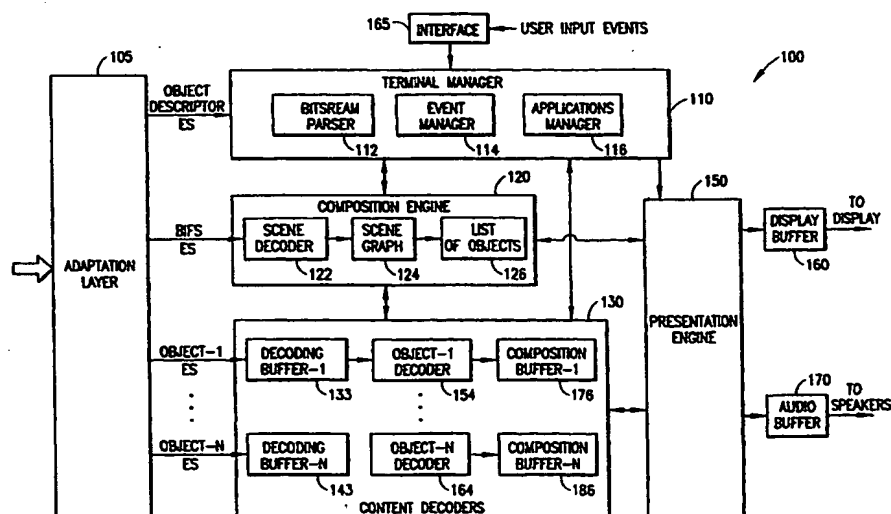 165
INTERFACE
USER INPUT EVENTS
105
100
TERMINAL MANAGER
OBJECT
DESCRIPTOR
ES
BITSREAM
PARSER
EVENT
MANAGER
APPLICATIONS
MANAGER
110
112
114
116
120
150
COMPOSITION ENGINE
TO
DISPLAY
BIFS
ES
SCENE
DECODER
SCENE
GRAPH
LIST
OF OBJECTS
DISPLAY
BUFFER
122
124
126
160
ADAPTATION
LAYER
130
PRESENTATION
ENGINE
OBJECT-1
ES
DECODING
BUFFER-1
OBJECT-1
DECODER
COMPOSITION
BUFFER-1
133
154
176
170
TO
SPEAKERS
AUDIO
BUFFER
OBJECT-N
ES
DECODING
BUFFER-N
OBJECT-N
DECODER
COMPOSITION
BUFFER-N
143
164
186
CONTENT DECODERS